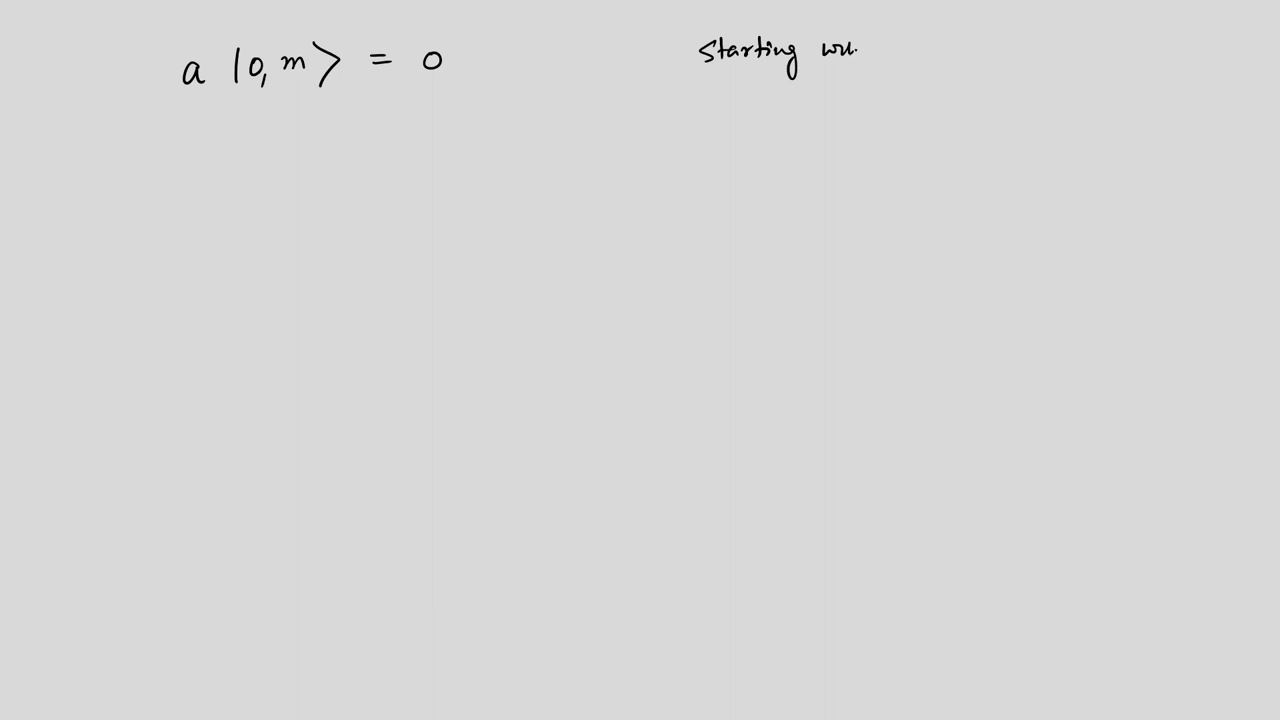 a |0, m⟩ = 0
Starting